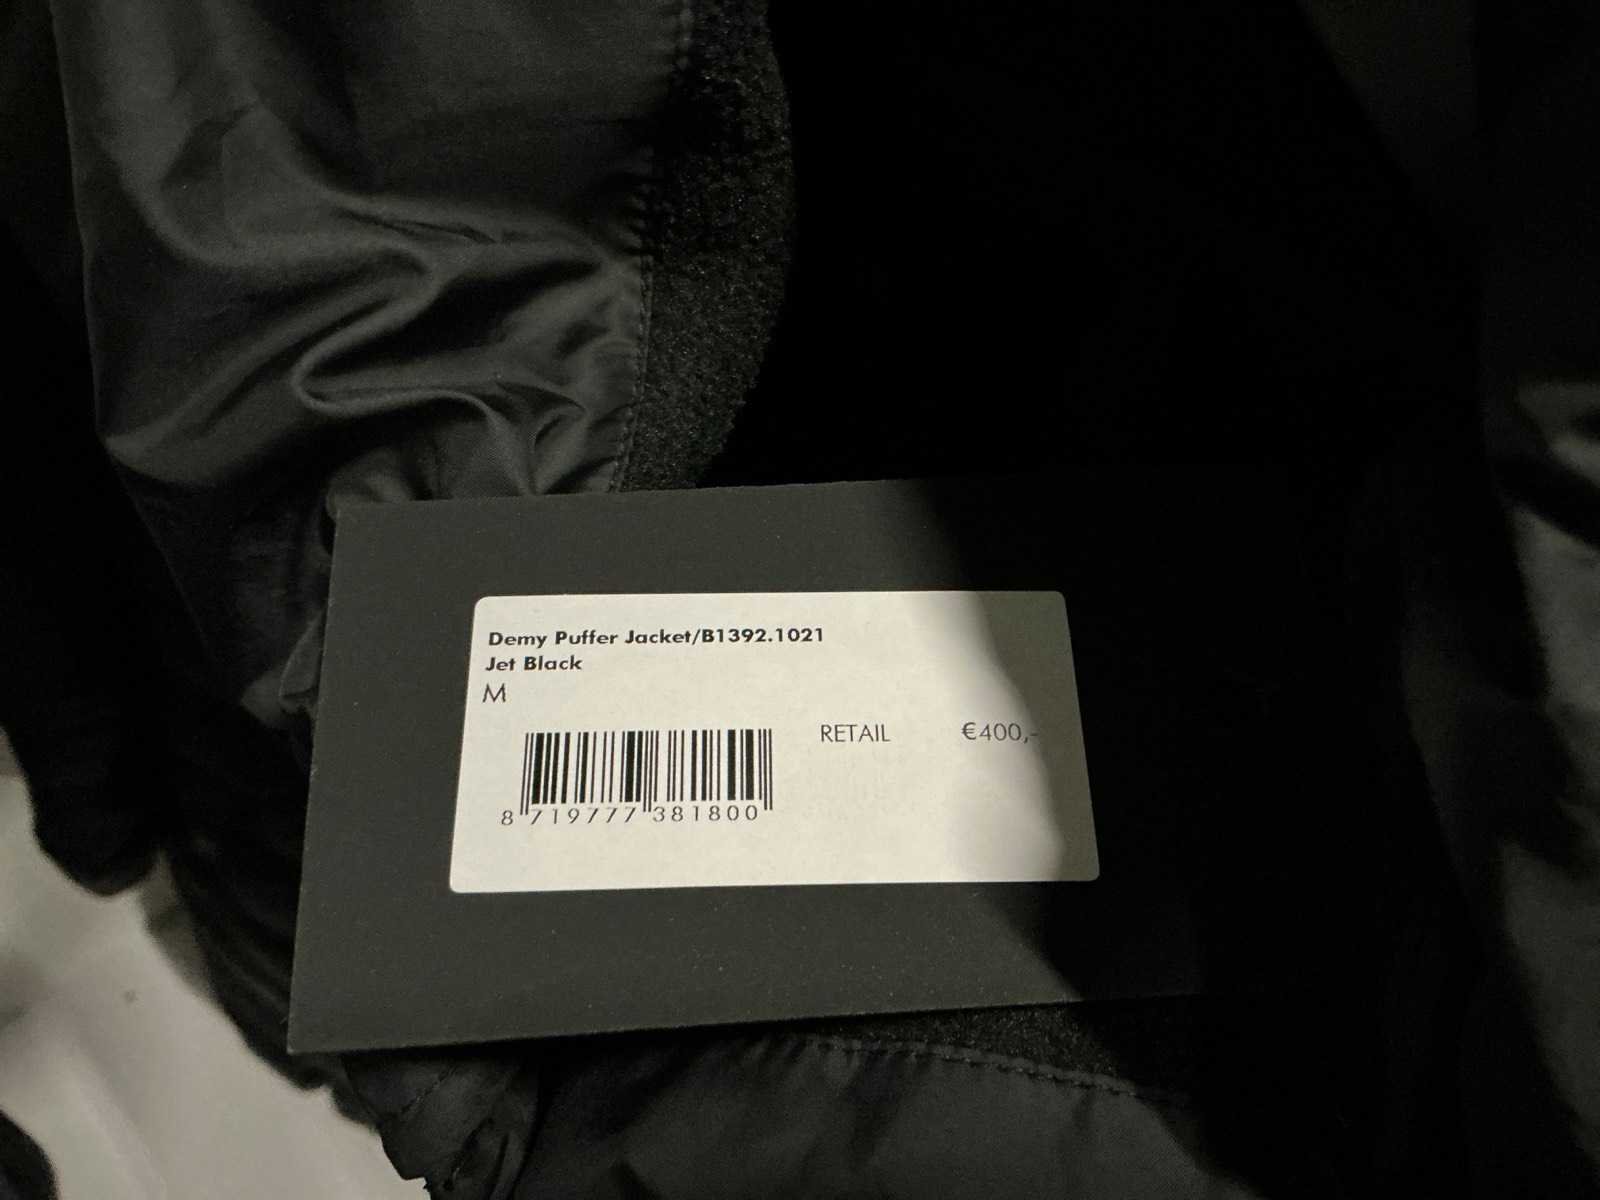 Demy Puffer Jacket/B1392.1021
Jet Black
M
RETAIL €400,-
8 719777 381800